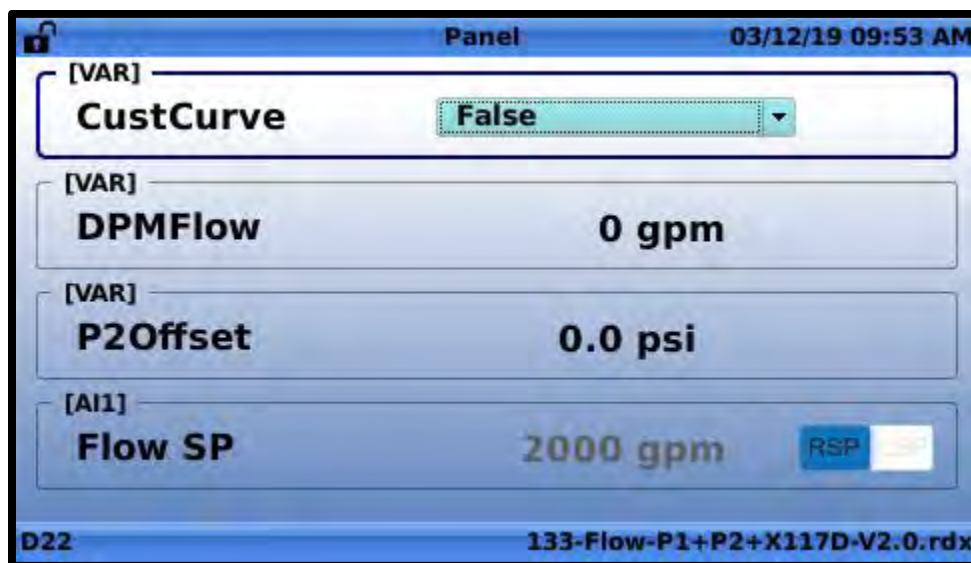 Panel 03/12/19 09:53 AM
[VAR]
CustCurve False
[VAR]
DPMFlow 0 gpm
[VAR]
P2Offset 0.0 psi
[AI1]
Flow SP 2000 gpm RSP
D22 133-Flow-P1+P2+X117D-V2.0.rdx